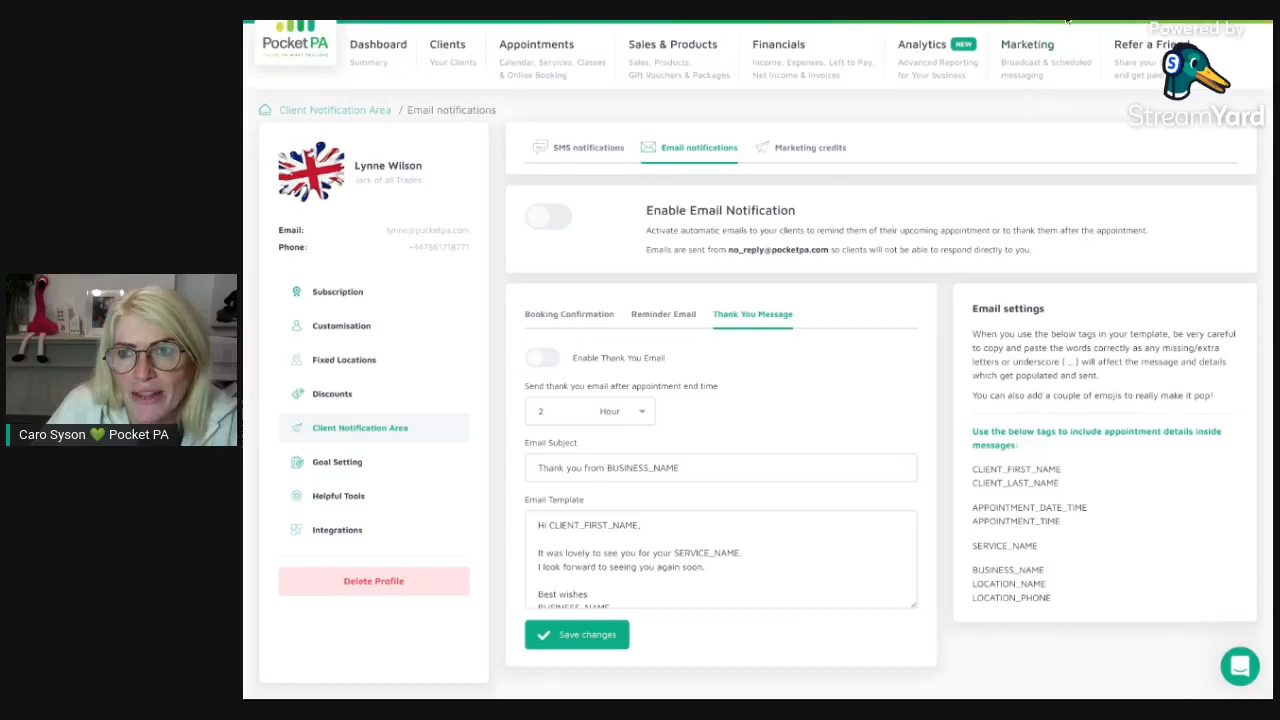 Powered by
StreamYard
Pocket PA
Dashboard
Summary
Clients
Your Clients
Appointments
Calendar, Services, Classes
& Online Booking
Sales & Products
Sales, Products,
Gift Vouchers & Packages
Financials
Income, Expenses, Left to Pay,
Net Income & Invoices
Analytics NEW
Advanced Reporting
for Your business
Marketing
Broadcast & Scheduled
messaging
Refer a
Share
and get
Client Notification Area / Email notifications
Lynne Wilson
Jack of all Trades
Email: lynne@pocketpa.com
Phone: +447861718771
Subscription
Customisation
Fixed Locations
Discounts
Client Notification Area
Goal Setting
Helpful Tools
Integrations
Delete Profile
SMS notifications
Email notifications
Marketing credits
Enable Email Notification
Activate automatic emails to your clients to remind them of their upcoming appointment or to thank them after the appointment.
Emails are sent from no_reply@pocketpa.com so clients will not be able to respond directly to you.
Booking Confirmation
Reminder Email
Thank You Message
Enable Thank You Email
Send thank you email after appointment end time
2 Hour
Email Subject
Thank you from BUSINESS_NAME
Email Template
Hi CLIENT_FIRST_NAME,
It was lovely to see you for your SERVICE_NAME.
I look forward to seeing you again soon.
Best wishes
BUSINESS_NAME
Save changes
Email settings
When you use the below tags in your template, be very careful
to copy and paste the words correctly as any missing/extra
letters or underscore ( _ ) will affect the message and details
which get populated and sent.
You can also add a couple of emojis to really make it pop!
Use the below tags to include appointment details inside
messages:
CLIENT_FIRST_NAME
CLIENT_LAST_NAME
APPOINTMENT_DATE_TIME
APPOINTMENT_TIME
SERVICE_NAME
BUSINESS_NAME
LOCATION_NAME
LOCATION_PHONE
Caro Syson 💚 Pocket PA